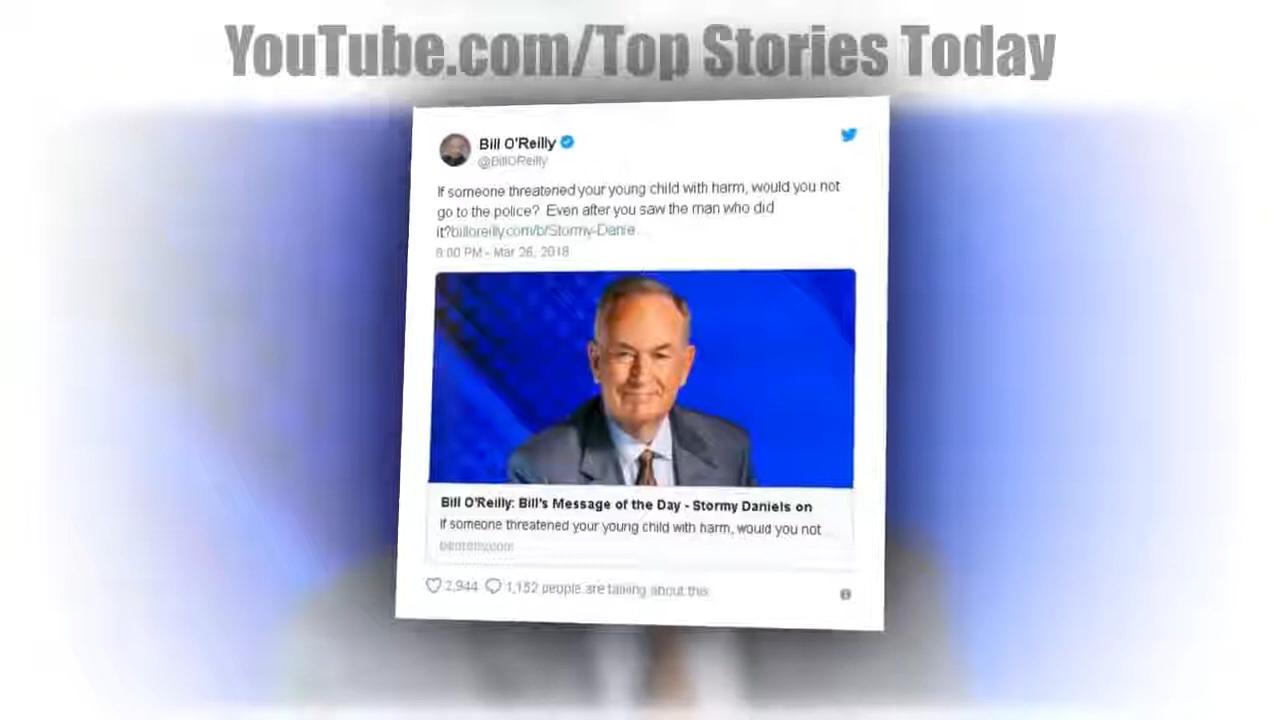 YouTube.com/Top Stories Today
Bill O'Reilly
@BillOReilly
If someone threatened your young child with harm, would you not
go to the police? Even after you saw the man who did
it?billoreilly.com/b/Stormy-Danie...
8:00 PM - Mar 26, 2018
Bill O'Reilly: Bill's Message of the Day - Stormy Daniels on
If someone threatened your young child with harm, would you not ...
billoreilly.com
2,944 1,152 people are talking about this